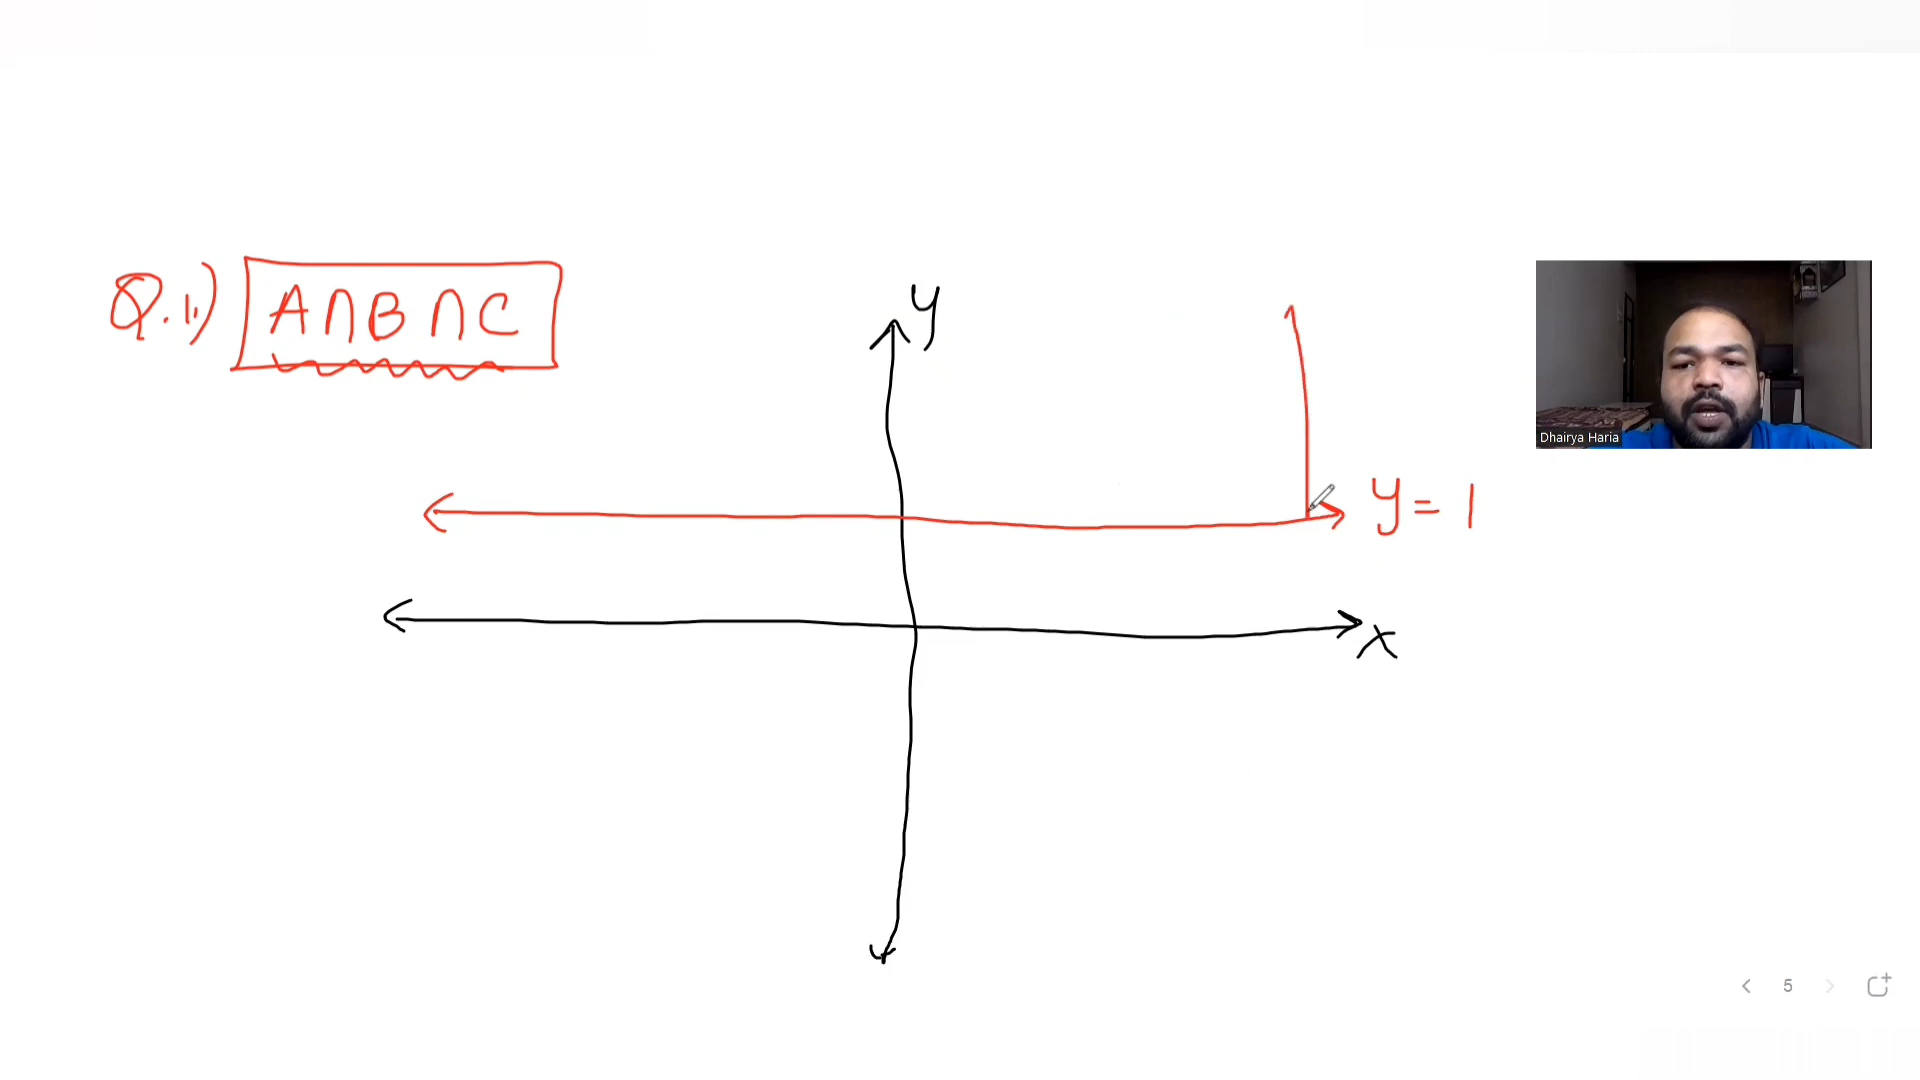 Q.1) A∩B∩C
y
Dhairya Haria
y = 1
x
5